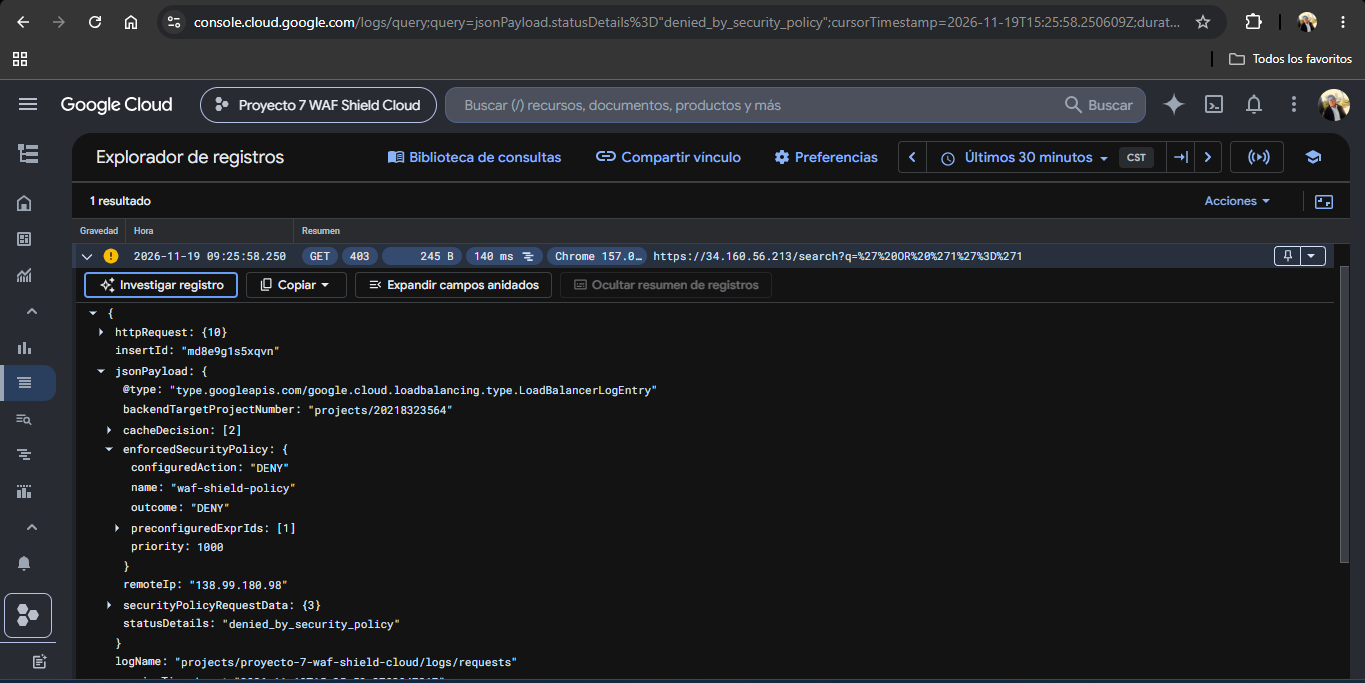 console.cloud.google.com/logs/query;query=jsonPayload.statusDetails%3D"denied_by_security_policy";cursorTimestamp=2026-11-19T15:25:58.250609Z;durat...
Todos los favoritos
Google Cloud
Proyecto 7 WAF Shield Cloud
Buscar (/) recursos, documentos, productos y más
Buscar
Explorador de registros
Biblioteca de consultas
Compartir vínculo
Preferencias
Últimos 30 minutos
CST
1 resultado
Acciones
Gravedad Hora Resumen
2026-11-19 09:25:58.250 GET 403 245 B 140 ms Chrome 157.0… https://34.160.56.213/search?q=%27%20OR%20%271%27%3D%271
Investigar registro Copiar Expandir campos anidados Ocultar resumen de registros
{
httpRequest: {10}
insertId: "md8e9g1s5xqvn"
jsonPayload: {
@type: "type.googleapis.com/google.cloud.loadbalancing.type.LoadBalancerLogEntry"
backendTargetProjectNumber: "projects/20218323564"
cacheDecision: [2]
enforcedSecurityPolicy: {
configuredAction: "DENY"
name: "waf-shield-policy"
outcome: "DENY"
preconfiguredExprIds: [1]
priority: 1000
}
remoteIp: "138.99.180.98"
securityPolicyRequestData: {3}
statusDetails: "denied_by_security_policy"
}
logName: "projects/proyecto-7-waf-shield-cloud/logs/requests"